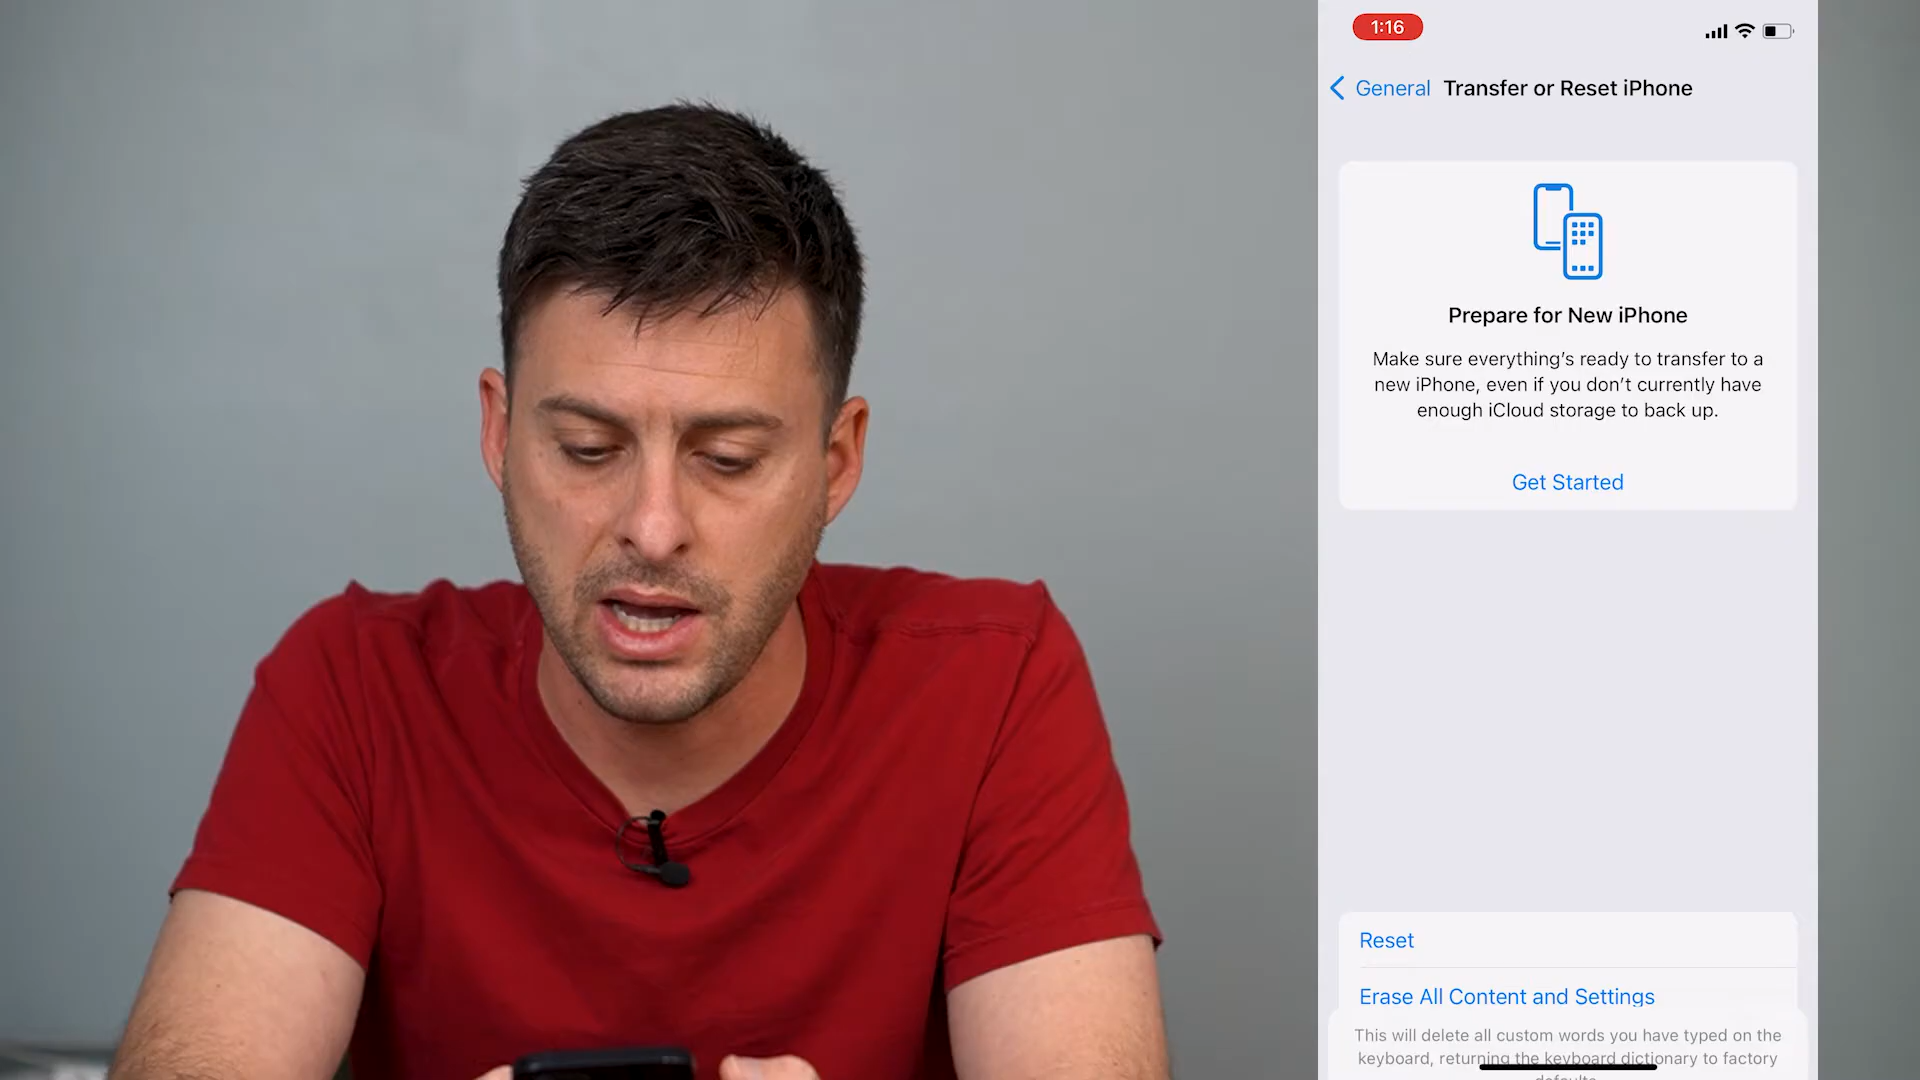 1:16
General Transfer or Reset iPhone
Prepare for New iPhone
Make sure everything's ready to transfer to a
new iPhone, even if you don't currently have
enough iCloud storage to back up.
Get Started
Reset
Erase All Content and Settings
This will delete all custom words you have typed on the
keyboard, returning the keyboard dictionary to factory
defaults.